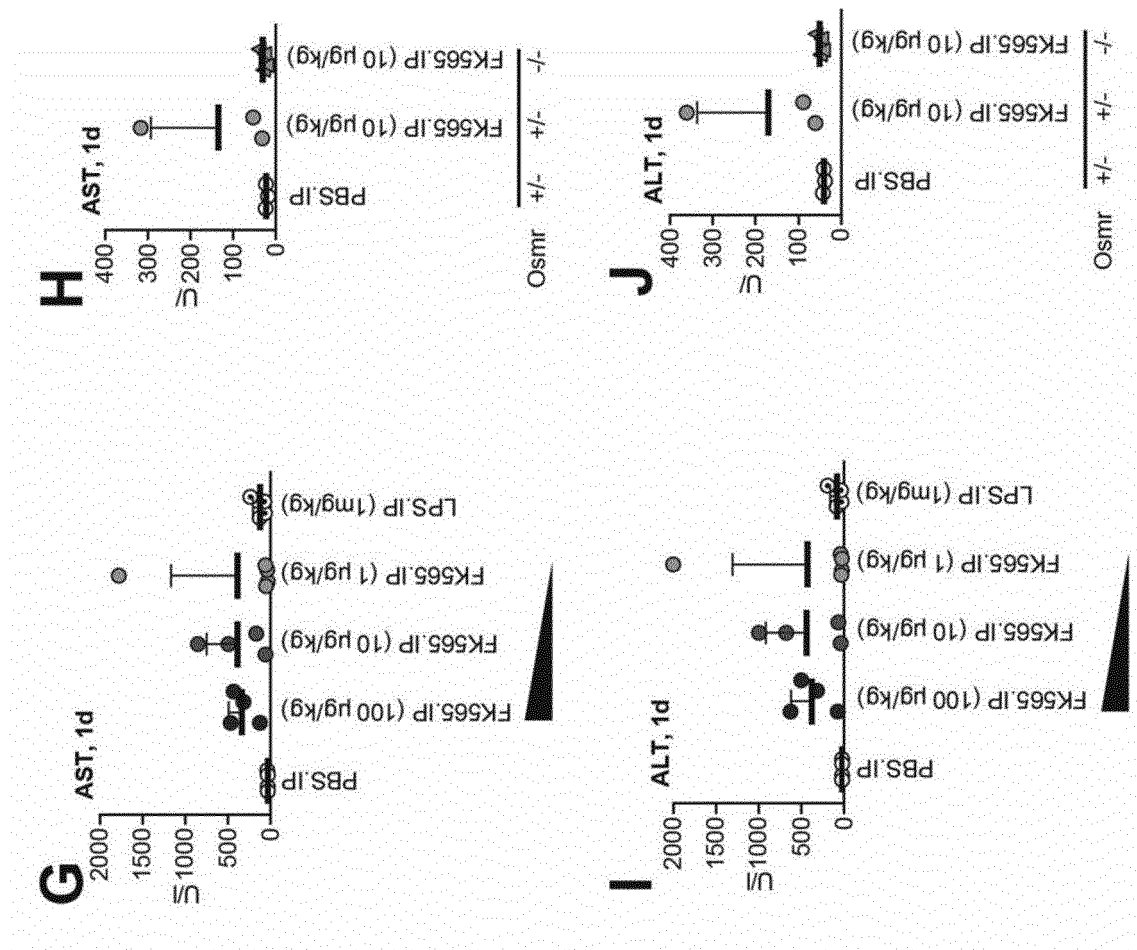 G
AST, 1d
U/l
2000
1500
1000
500
0
PBS.IP
FK565.IP (100 µg/kg)
FK565.IP (10 µg/kg)
FK565.IP (1 µg/kg)
LPS.IP (1mg/kg)
H
AST, 1d
U/
400
300
200
100
0
PBS.IP
FK565.IP (10 µg/kg)
FK565.IP (10 µg/kg)
Osmr
+/-
+/-
-/-
I
ALT, 1d
U/l
2000
1500
1000
500
0
PBS.IP
FK565.IP (100 µg/kg)
FK565.IP (10 µg/kg)
FK565.IP (1 µg/kg)
LPS.IP (1mg/kg)
J
ALT, 1d
U/
400
300
200
100
0
PBS.IP
FK565.IP (10 µg/kg)
FK565.IP (10 µg/kg)
Osmr
+/-
+/-
-/-